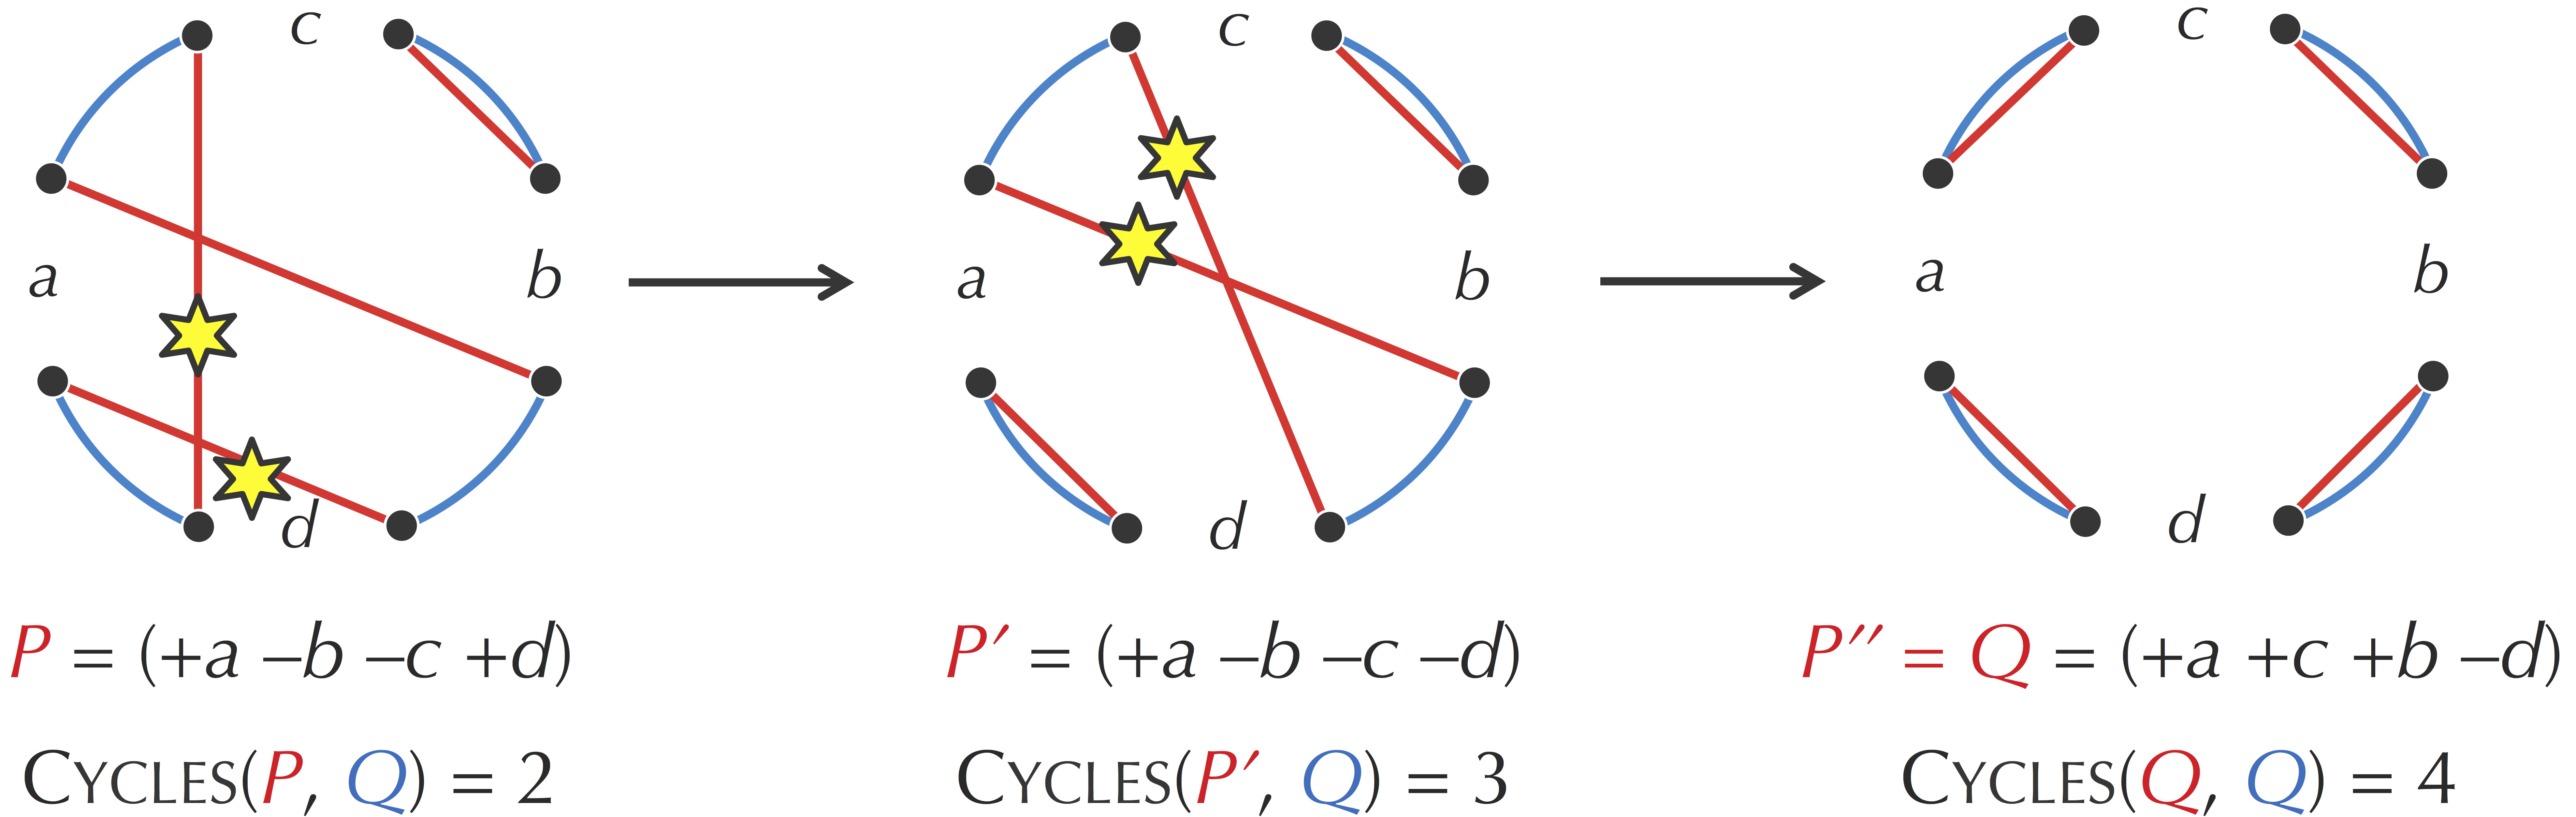 c c c
a b a b a b
d d d
P = (+a –b –c +d) P′ = (+a –b –c –d) P′′ = Q = (+a +c +b –d)
CYCLES(P, Q) = 2 CYCLES(P′, Q) = 3 CYCLES(Q, Q) = 4